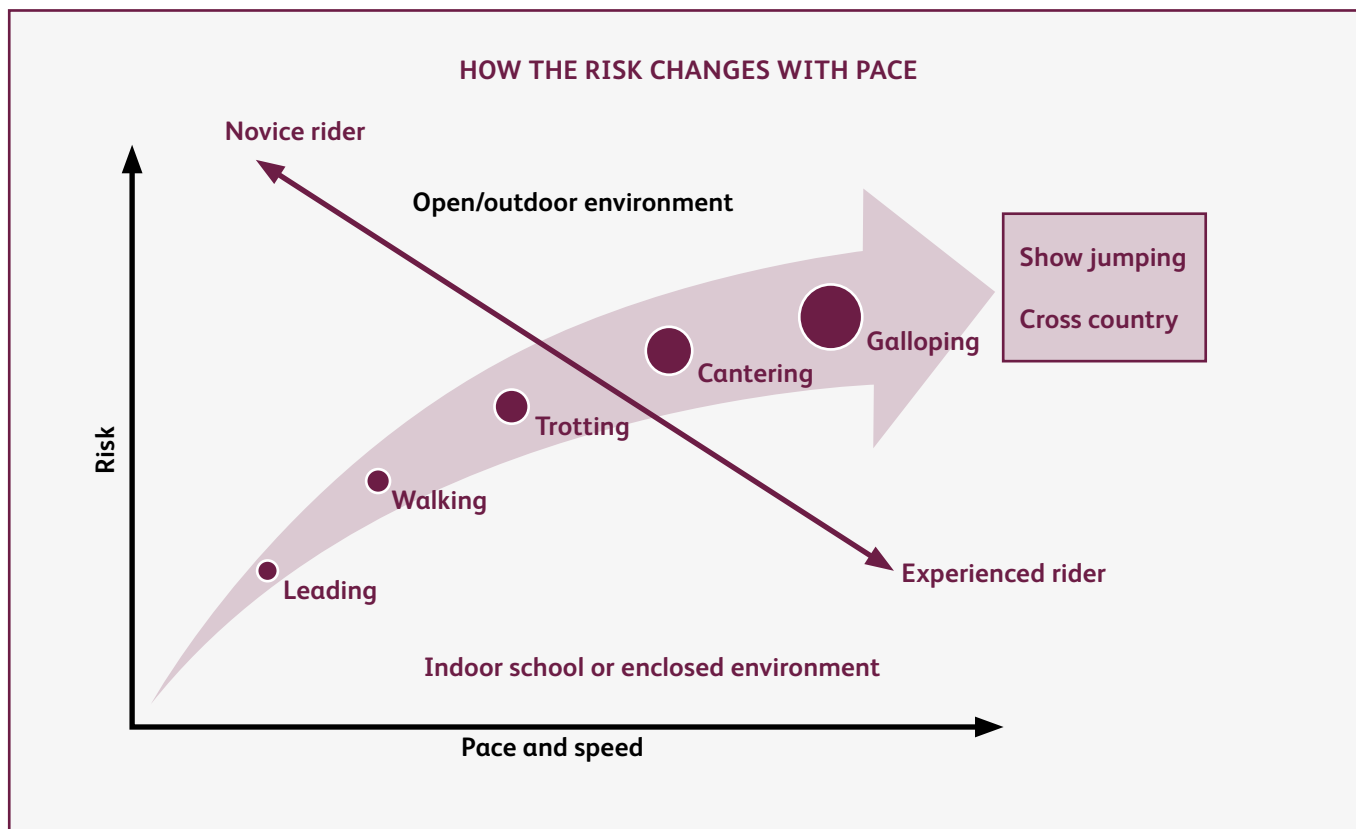 HOW THE RISK CHANGES WITH PACE
Novice rider
Open/outdoor environment
Show jumping
Cross country
Galloping
Cantering
Trotting
Risk
Walking
Leading
Experienced rider
Indoor school or enclosed environment
Pace and speed